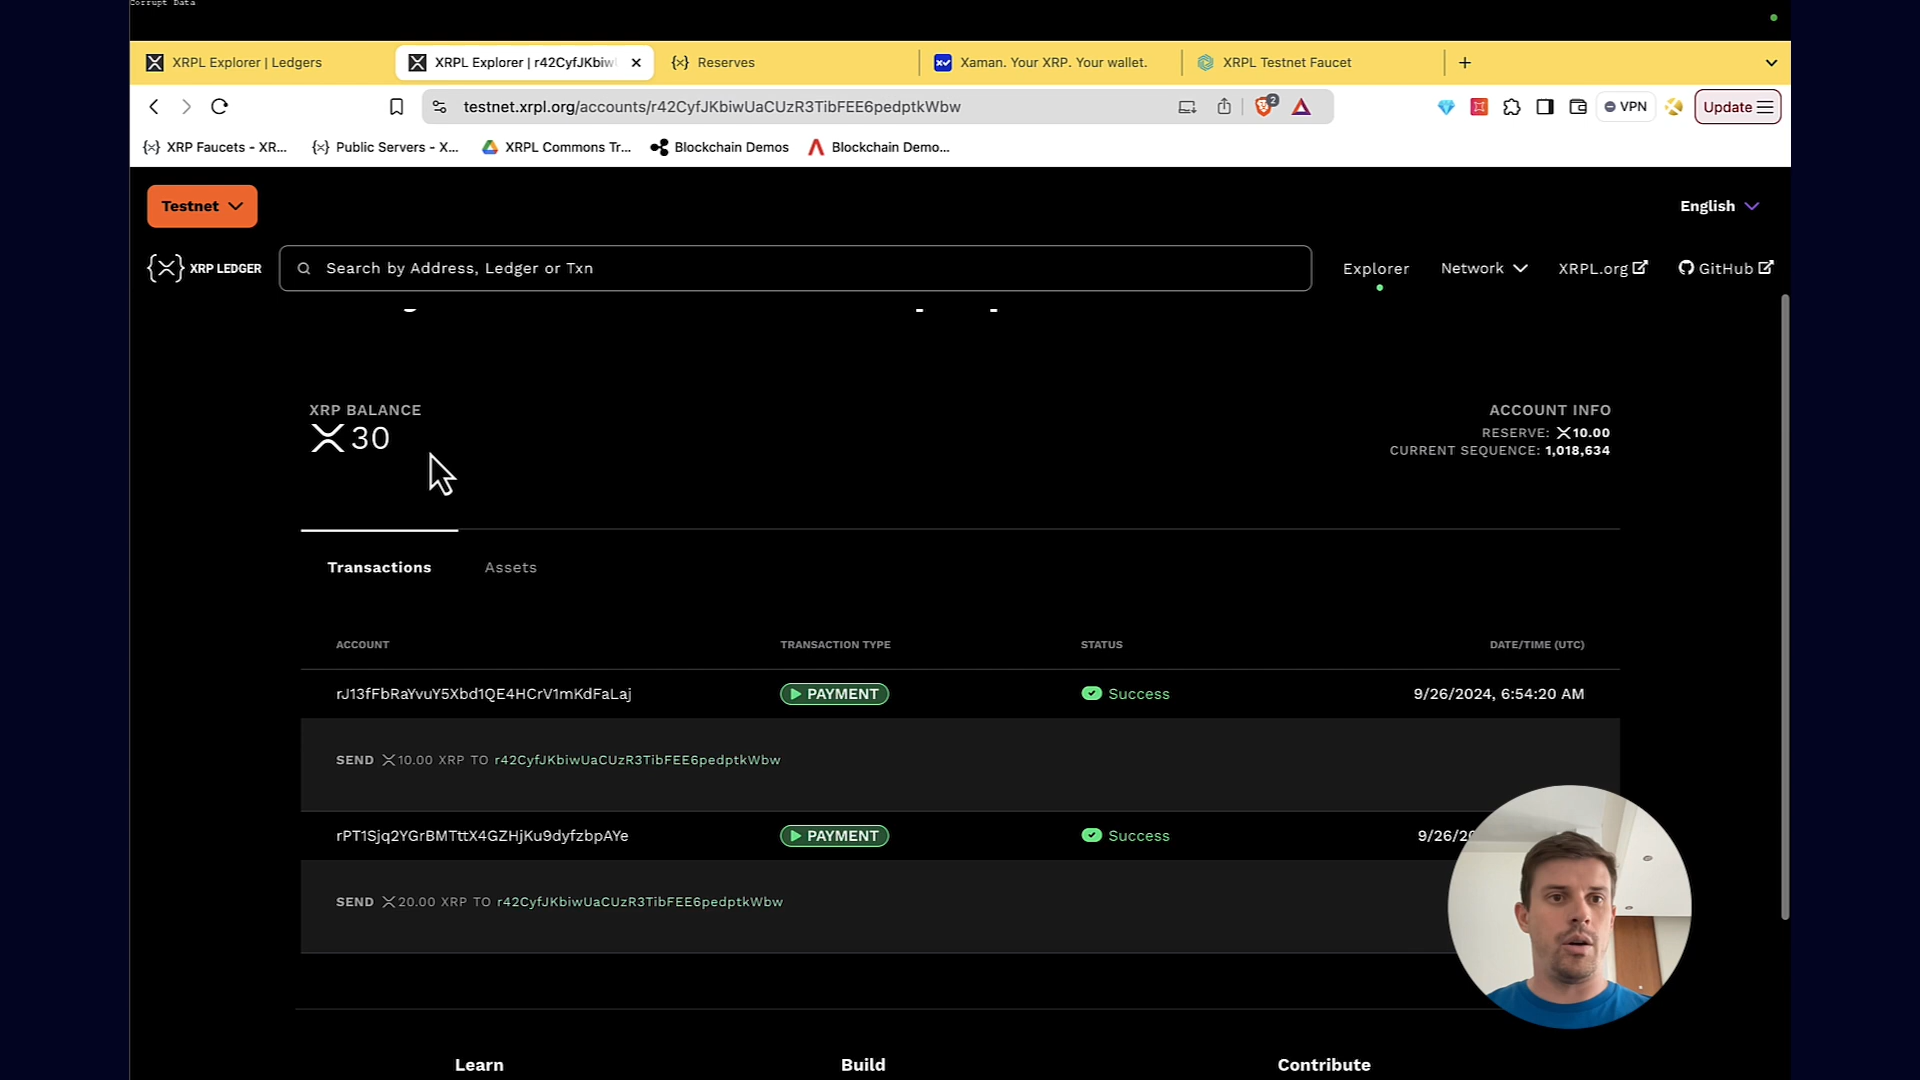 Corrupt Data
XRPL Explorer | Ledgers
XRPL Explorer | r42CyfJKbiwU
Reserves
Xaman. Your XRP. Your wallet.
XRPL Testnet Faucet
testnet.xrpl.org/accounts/r42CyfJKbiwUaCUzR3TibFEE6pedptkWbw
2
VPN
Update
XRP Faucets - XR...
Public Servers - X...
XRPL Commons Tr...
Blockchain Demos
Blockchain Demo...
Testnet
English
XRP LEDGER
Search by Address, Ledger or Txn
Explorer
Network
XRPL.org
GitHub
XRP BALANCE
30
ACCOUNT INFO
RESERVE: 10.00
CURRENT SEQUENCE: 1,018,634
Transactions
Assets
ACCOUNT
TRANSACTION TYPE
STATUS
DATE/TIME (UTC)
rJ13fFbRaYvuY5Xbd1QE4HCrV1mKdFaLaj
PAYMENT
Success
9/26/2024, 6:54:20 AM
SEND 10.00 XRP TO r42CyfJKbiwUaCUzR3TibFEE6pedptkWbw
rPT1Sjq2YGrBMTttX4GZHjKu9dyfzbpAYe
PAYMENT
Success
9/26/20
SEND 20.00 XRP TO r42CyfJKbiwUaCUzR3TibFEE6pedptkWbw
Learn
Build
Contribute